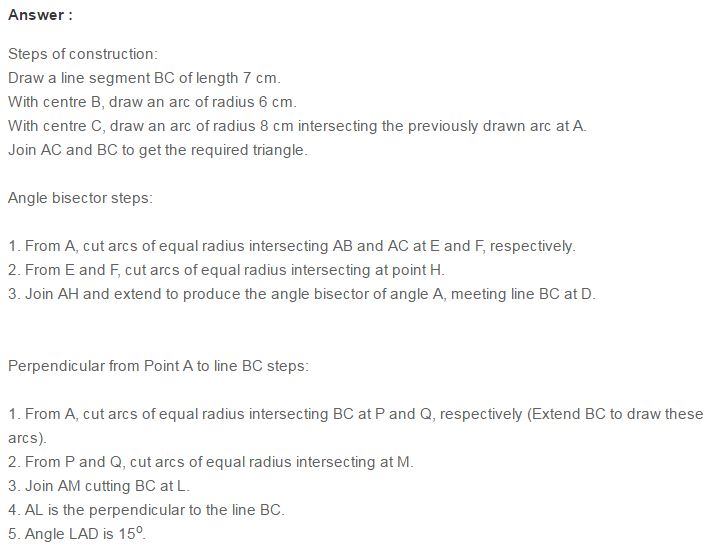 Answer :
Steps of construction:
Draw a line segment BC of length 7 cm.
With centre B, draw an arc of radius 6 cm.
With centre C, draw an arc of radius 8 cm intersecting the previously drawn arc at A.
Join AC and BC to get the required triangle.
Angle bisector steps:
1. From A, cut arcs of equal radius intersecting AB and AC at E and F, respectively.
2. From E and F, cut arcs of equal radius intersecting at point H.
3. Join AH and extend to produce the angle bisector of angle A, meeting line BC at D.
Perpendicular from Point A to line BC steps:
1. From A, cut arcs of equal radius intersecting BC at P and Q, respectively (Extend BC to draw these
arcs).
2. From P and Q, cut arcs of equal radius intersecting at M.
3. Join AM cutting BC at L.
4. AL is the perpendicular to the line BC.
5. Angle LAD is 15⁰.